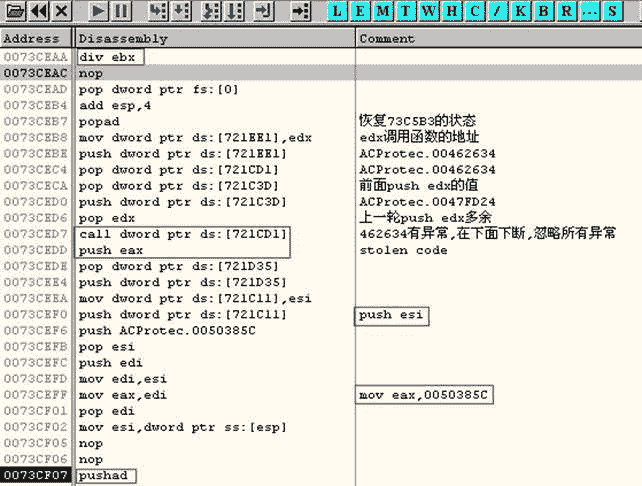 L E M T W H C / K B R ... S
Address Disassembly Comment
0073CEAA div ebx
0073CEAC nop
0073CEAD pop dword ptr fs:[0]
0073CEB4 add esp,4
0073CEB7 popad 恢复73C5B3的状态
0073CEB8 mov dword ptr ds:[721EE1],edx edx调用函数的地址
0073CEBE push dword ptr ds:[721EE1] ACProtec.00462634
0073CEC4 pop dword ptr ds:[721CD1] ACProtec.00462634
0073CECA pop dword ptr ds:[721C3D] 前面push edx的值
0073CED0 push dword ptr ds:[721C3D] ACProtec.0047FD24
0073CED6 pop edx 上一轮push edx多余
0073CED7 call dword ptr ds:[721CD1] 462634有异常,在下面下断,忽略所有异常
0073CEDD push eax stolen code
0073CEDE pop dword ptr ds:[721D35]
0073CEE4 push dword ptr ds:[721D35]
0073CEEA mov dword ptr ds:[721C11],esi
0073CEF0 push dword ptr ds:[721C11] push esi
0073CEF6 push ACProtec.0050385C
0073CEFB pop esi
0073CEFC push edi
0073CEFD mov edi,esi
0073CEFF mov eax,edi mov eax,0050385C
0073CF01 pop edi
0073CF02 mov esi,dword ptr ss:[esp]
0073CF05 nop
0073CF06 nop
0073CF07 pushad